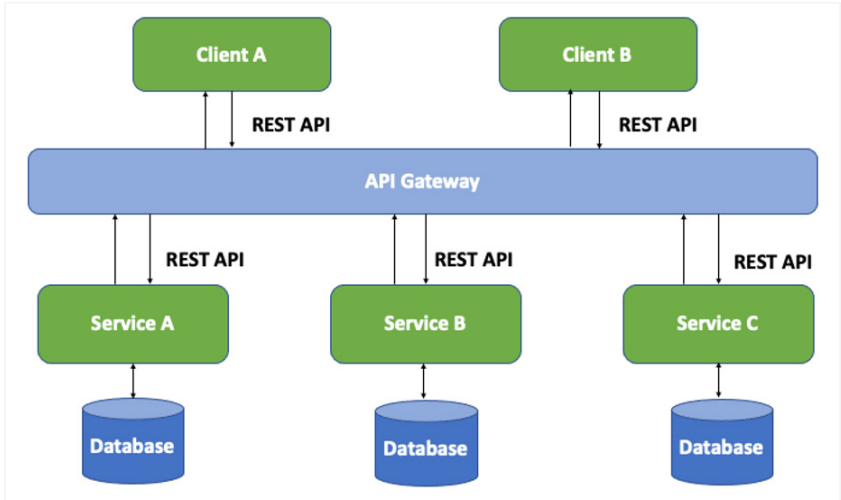 Client A
Client B
REST API
REST API
API Gateway
REST API
REST API
REST API
Service A
Service B
Service C
Database
Database
Database